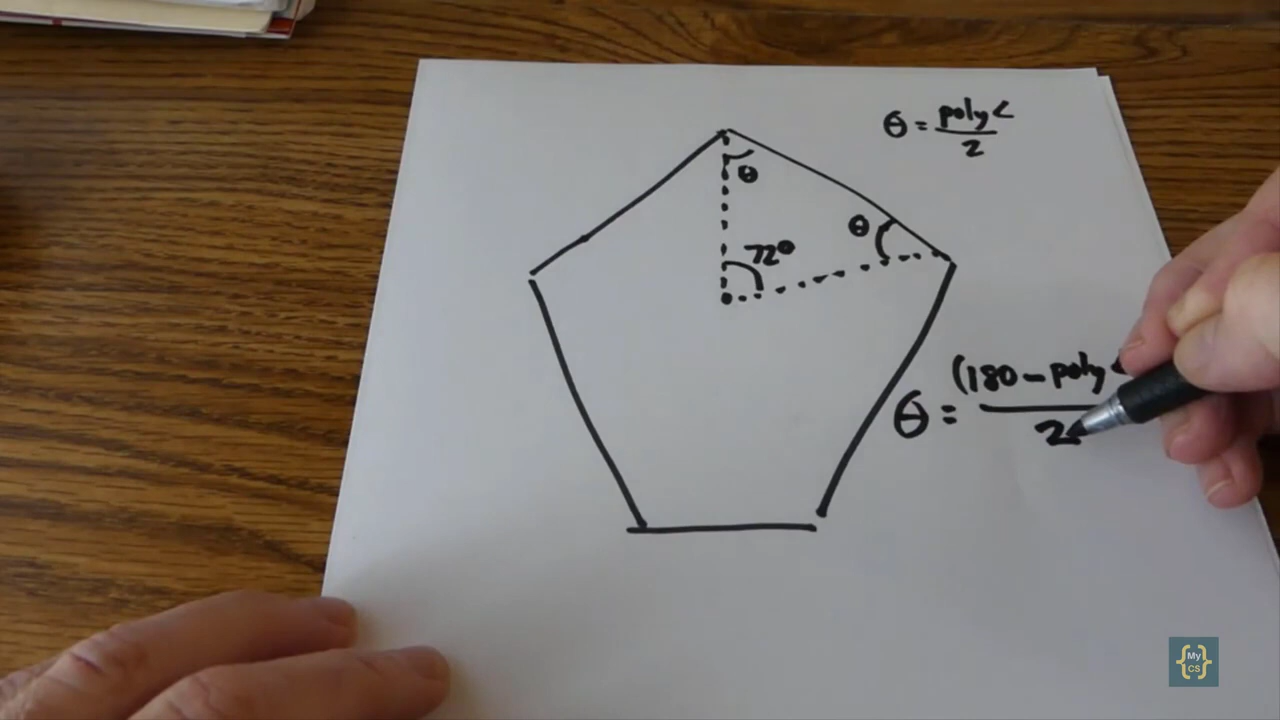 θ = poly<
2
θ
θ
72°
(180 - poly<
θ =
2
{My
CS}